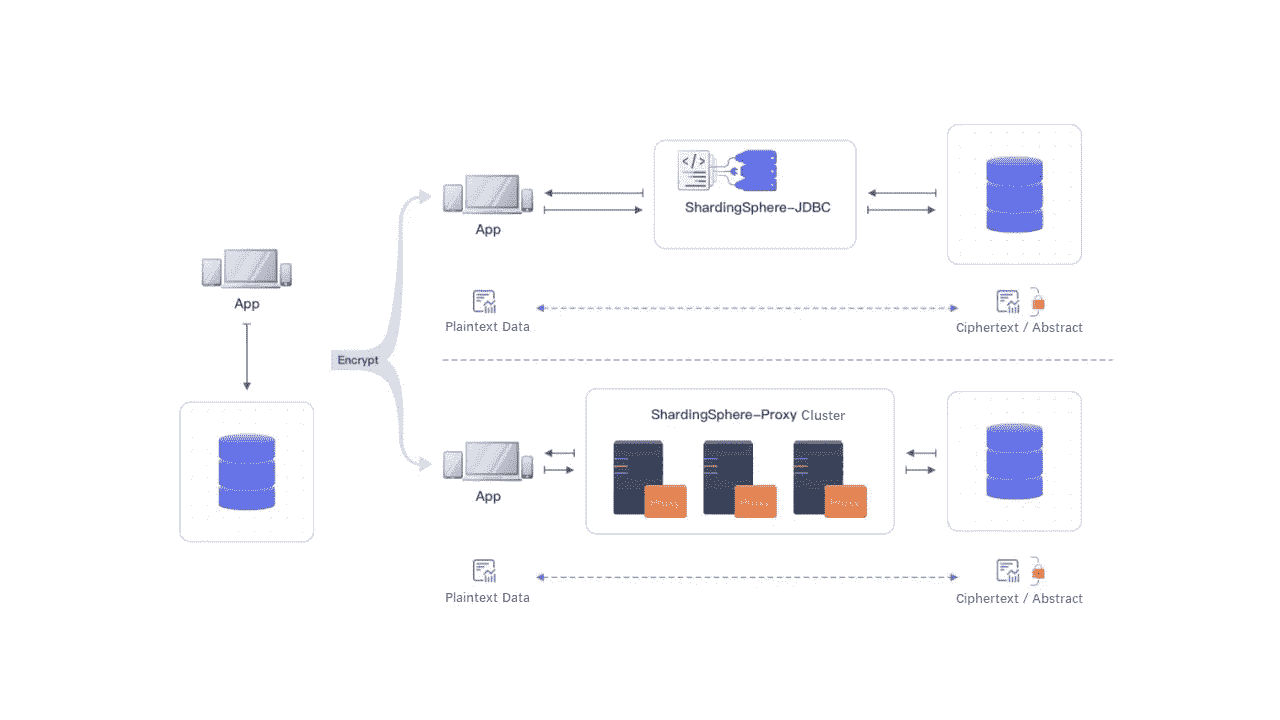 App
Encrypt
App
ShardingSphere-JDBC
Plaintext Data
Ciphertext / Abstract
App
ShardingSphere-Proxy Cluster
Proxy
Proxy
Proxy
Plaintext Data
Ciphertext / Abstract